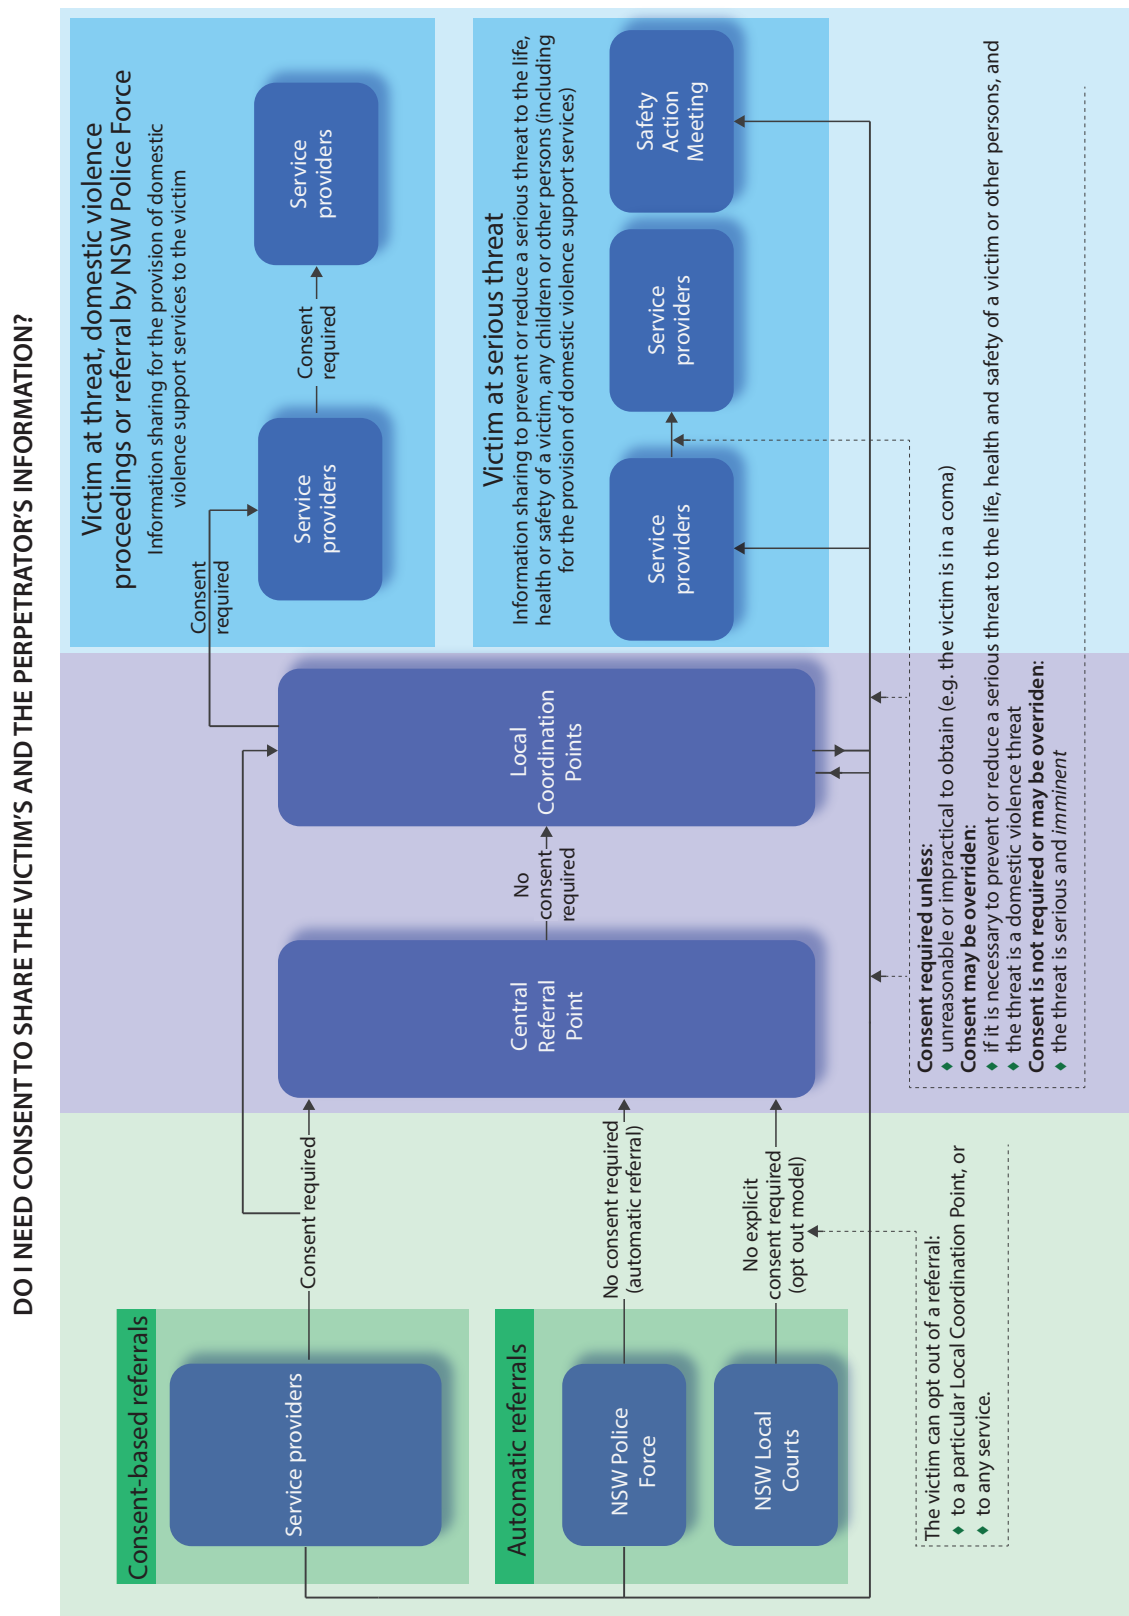 DO I NEED CONSENT TO SHARE THE VICTIM'S AND THE PERPETRATOR'S INFORMATION?
Consent-based referrals
Service providers
Automatic referrals
NSW Police
Force
NSW Local
Courts
Consent required
No consent required
(automatic referral)
No explicit
consent required
(opt out model)
The victim can opt out of a referral:
♦ to a particular Local Coordination Point, or
♦ to any service.
Central
Referral
Point
No
consent
required
Local
Coordination
Points
Consent
required
Victim at threat, domestic violence
proceedings or referral by NSW Police Force
Information sharing for the provision of domestic
violence support services to the victim
Service
providers
Consent
required
Service
providers
Victim at serious threat
Information sharing to prevent or reduce a serious threat to the life,
health or safety of a victim, any children or other persons (including
for the provision of domestic violence support services)
Service
providers
Service
providers
Safety
Action
Meeting
Consent required unless:
♦ unreasonable or impractical to obtain (e.g. the victim is in a coma)
Consent may be overriden:
♦ if it is necessary to prevent or reduce a serious threat to the life, health and safety of a victim or other persons, and
♦ the threat is a domestic violence threat
Consent is not required or may be overriden:
♦ the threat is serious and imminent